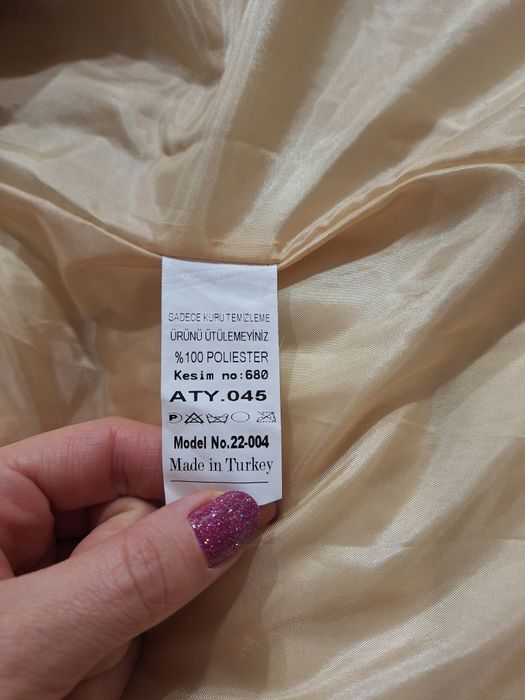 SADECE KURU TEMİZLEME
ÜRÜNÜ ÜTÜLEMEYİNİZ
%100 POLIESTER
Kesim no:680
ATY.045
P
Model No.22-004
Made in Turkey